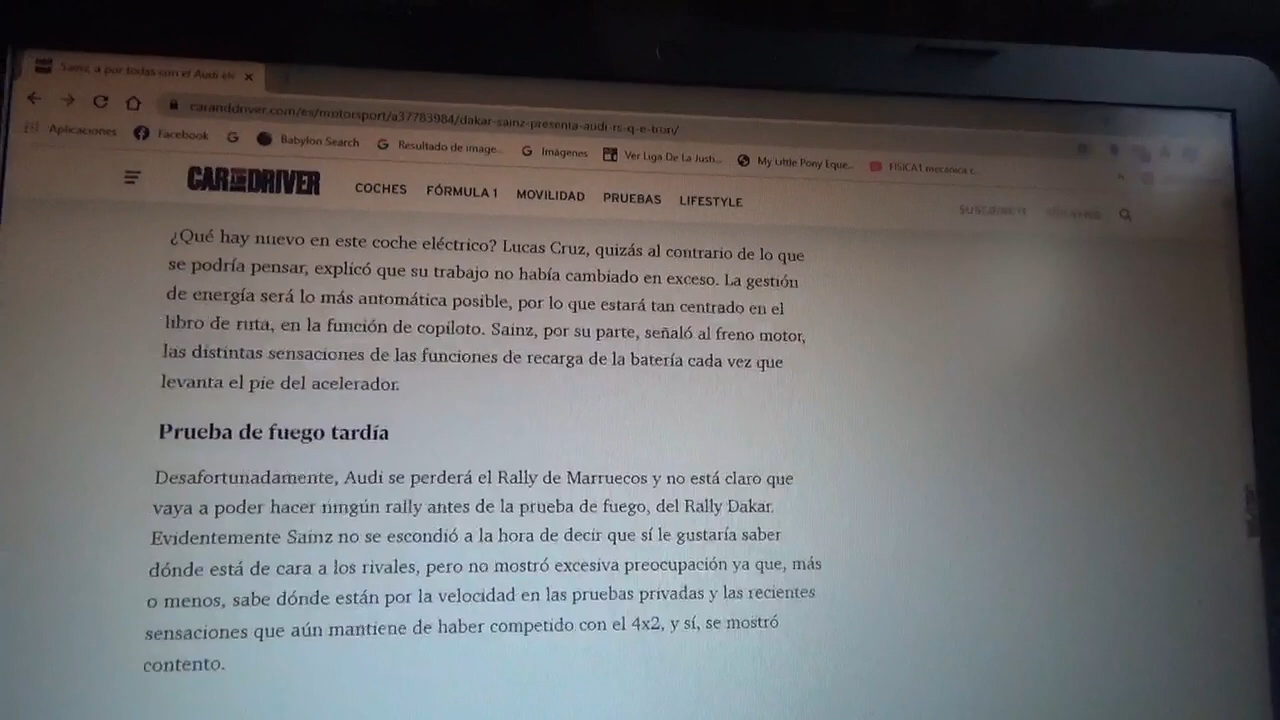 Sainz, a por todas con el Audi ele
caranddriver.com/es/motorsport/a37783984/dakar-sainz-presenta-audi-rs-q-e-tron/
Aplicaciones Facebook Babylon Search Resultado de image... Imágenes Ver Liga De La Justi... My Little Pony Eque... FISICA1 mecanica c...
CAR AND DRIVER COCHES FÓRMULA 1 MOVILIDAD PRUEBAS LIFESTYLE
¿Qué hay nuevo en este coche eléctrico? Lucas Cruz, quizás al contrario de lo que
se podría pensar, explicó que su trabajo no había cambiado en exceso. La gestión
de energía será lo más automática posible, por lo que estará tan centrado en el
libro de ruta, en la función de copiloto. Sainz, por su parte, señaló al freno motor,
las distintas sensaciones de las funciones de recarga de la batería cada vez que
levanta el pie del acelerador.
Prueba de fuego tardía
Desafortunadamente, Audi se perderá el Rally de Marruecos y no está claro que
vaya a poder hacer ningún rally antes de la prueba de fuego, del Rally Dakar.
Evidentemente Sainz no se escondió a la hora de decir que sí le gustaría saber
dónde está de cara a los rivales, pero no mostró excesiva preocupación ya que, más
o menos, sabe dónde están por la velocidad en las pruebas privadas y las recientes
sensaciones que aún mantiene de haber competido con el 4x2, y sí, se mostró
contento.